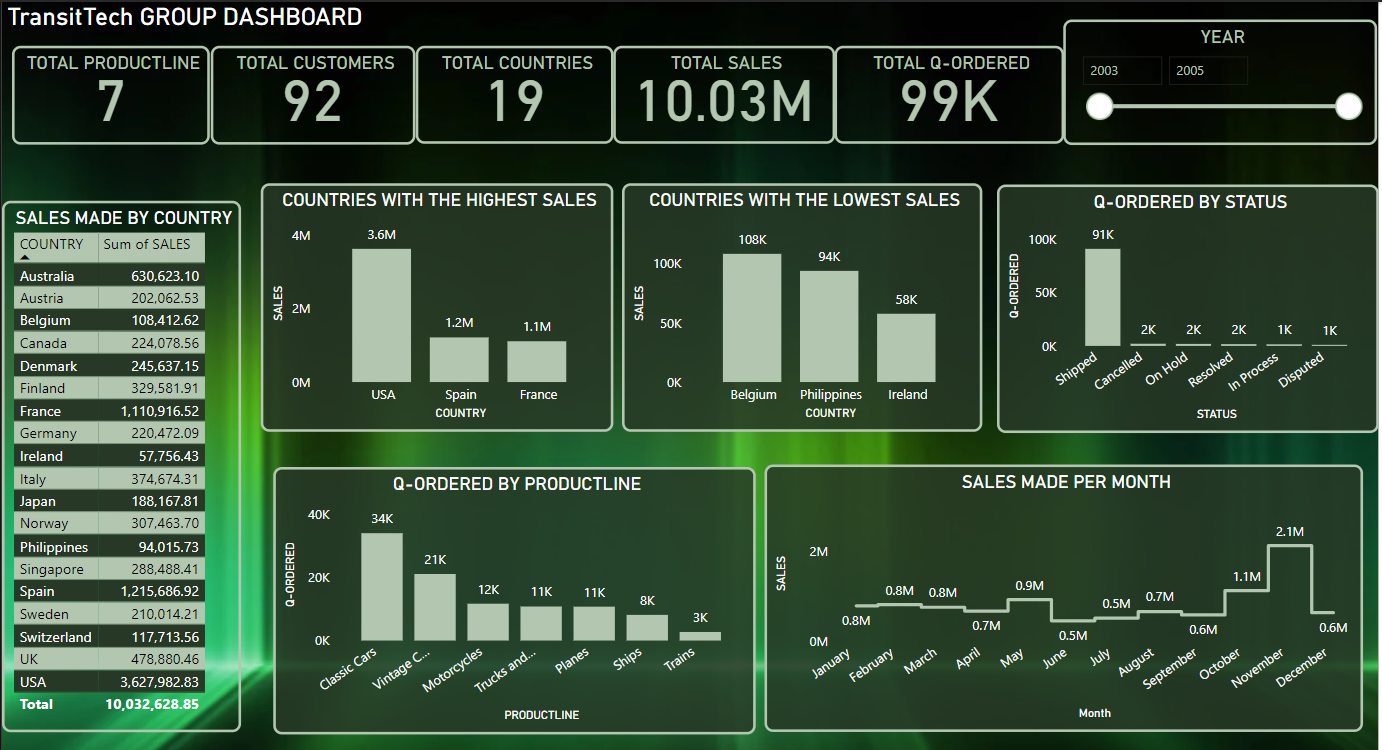 TransitTech GROUP DASHBOARD
TOTAL PRODUCTLINE
7
TOTAL CUSTOMERS
92
TOTAL COUNTRIES
19
TOTAL SALES
10.03M
TOTAL Q-ORDERED
99K
YEAR
2003 2005
SALES MADE BY COUNTRY
COUNTRY Sum of SALES
Australia 630,623.10
Austria 202,062.53
Belgium 108,412.62
Canada 224,078.56
Denmark 245,637.15
Finland 329,581.91
France 1,110,916.52
Germany 220,472.09
Ireland 57,756.43
Italy 374,674.31
Japan 188,167.81
Norway 307,463.70
Philippines 94,015.73
Singapore 288,488.41
Spain 1,215,686.92
Sweden 210,014.21
Switzerland 117,713.56
UK 478,880.46
USA 3,627,982.83
Total 10,032,628.85
COUNTRIES WITH THE HIGHEST SALES
SALES
4M
2M
0M
3.6M
1.2M
1.1M
USA Spain France
COUNTRY
COUNTRIES WITH THE LOWEST SALES
SALES
100K
50K
0K
108K
94K
58K
Belgium Philippines Ireland
COUNTRY
Q-ORDERED BY STATUS
Q-ORDERED
100K
50K
0K
91K
2K
2K
2K
1K
1K
Shipped
Cancelled
On Hold
Resolved
In Process
Disputed
STATUS
Q-ORDERED BY PRODUCTLINE
Q-ORDERED
40K
20K
0K
34K
21K
12K
11K
11K
8K
3K
Classic Cars
Vintage C...
Motorcycles
Trucks and...
Planes
Ships
Trains
PRODUCTLINE
SALES MADE PER MONTH
SALES
2M
0M
0.8M
0.8M
0.8M
0.7M
0.9M
0.5M
0.5M
0.7M
0.6M
1.1M
2.1M
0.6M
January
February
March
April
May
June
July
August
September
October
November
December
Month